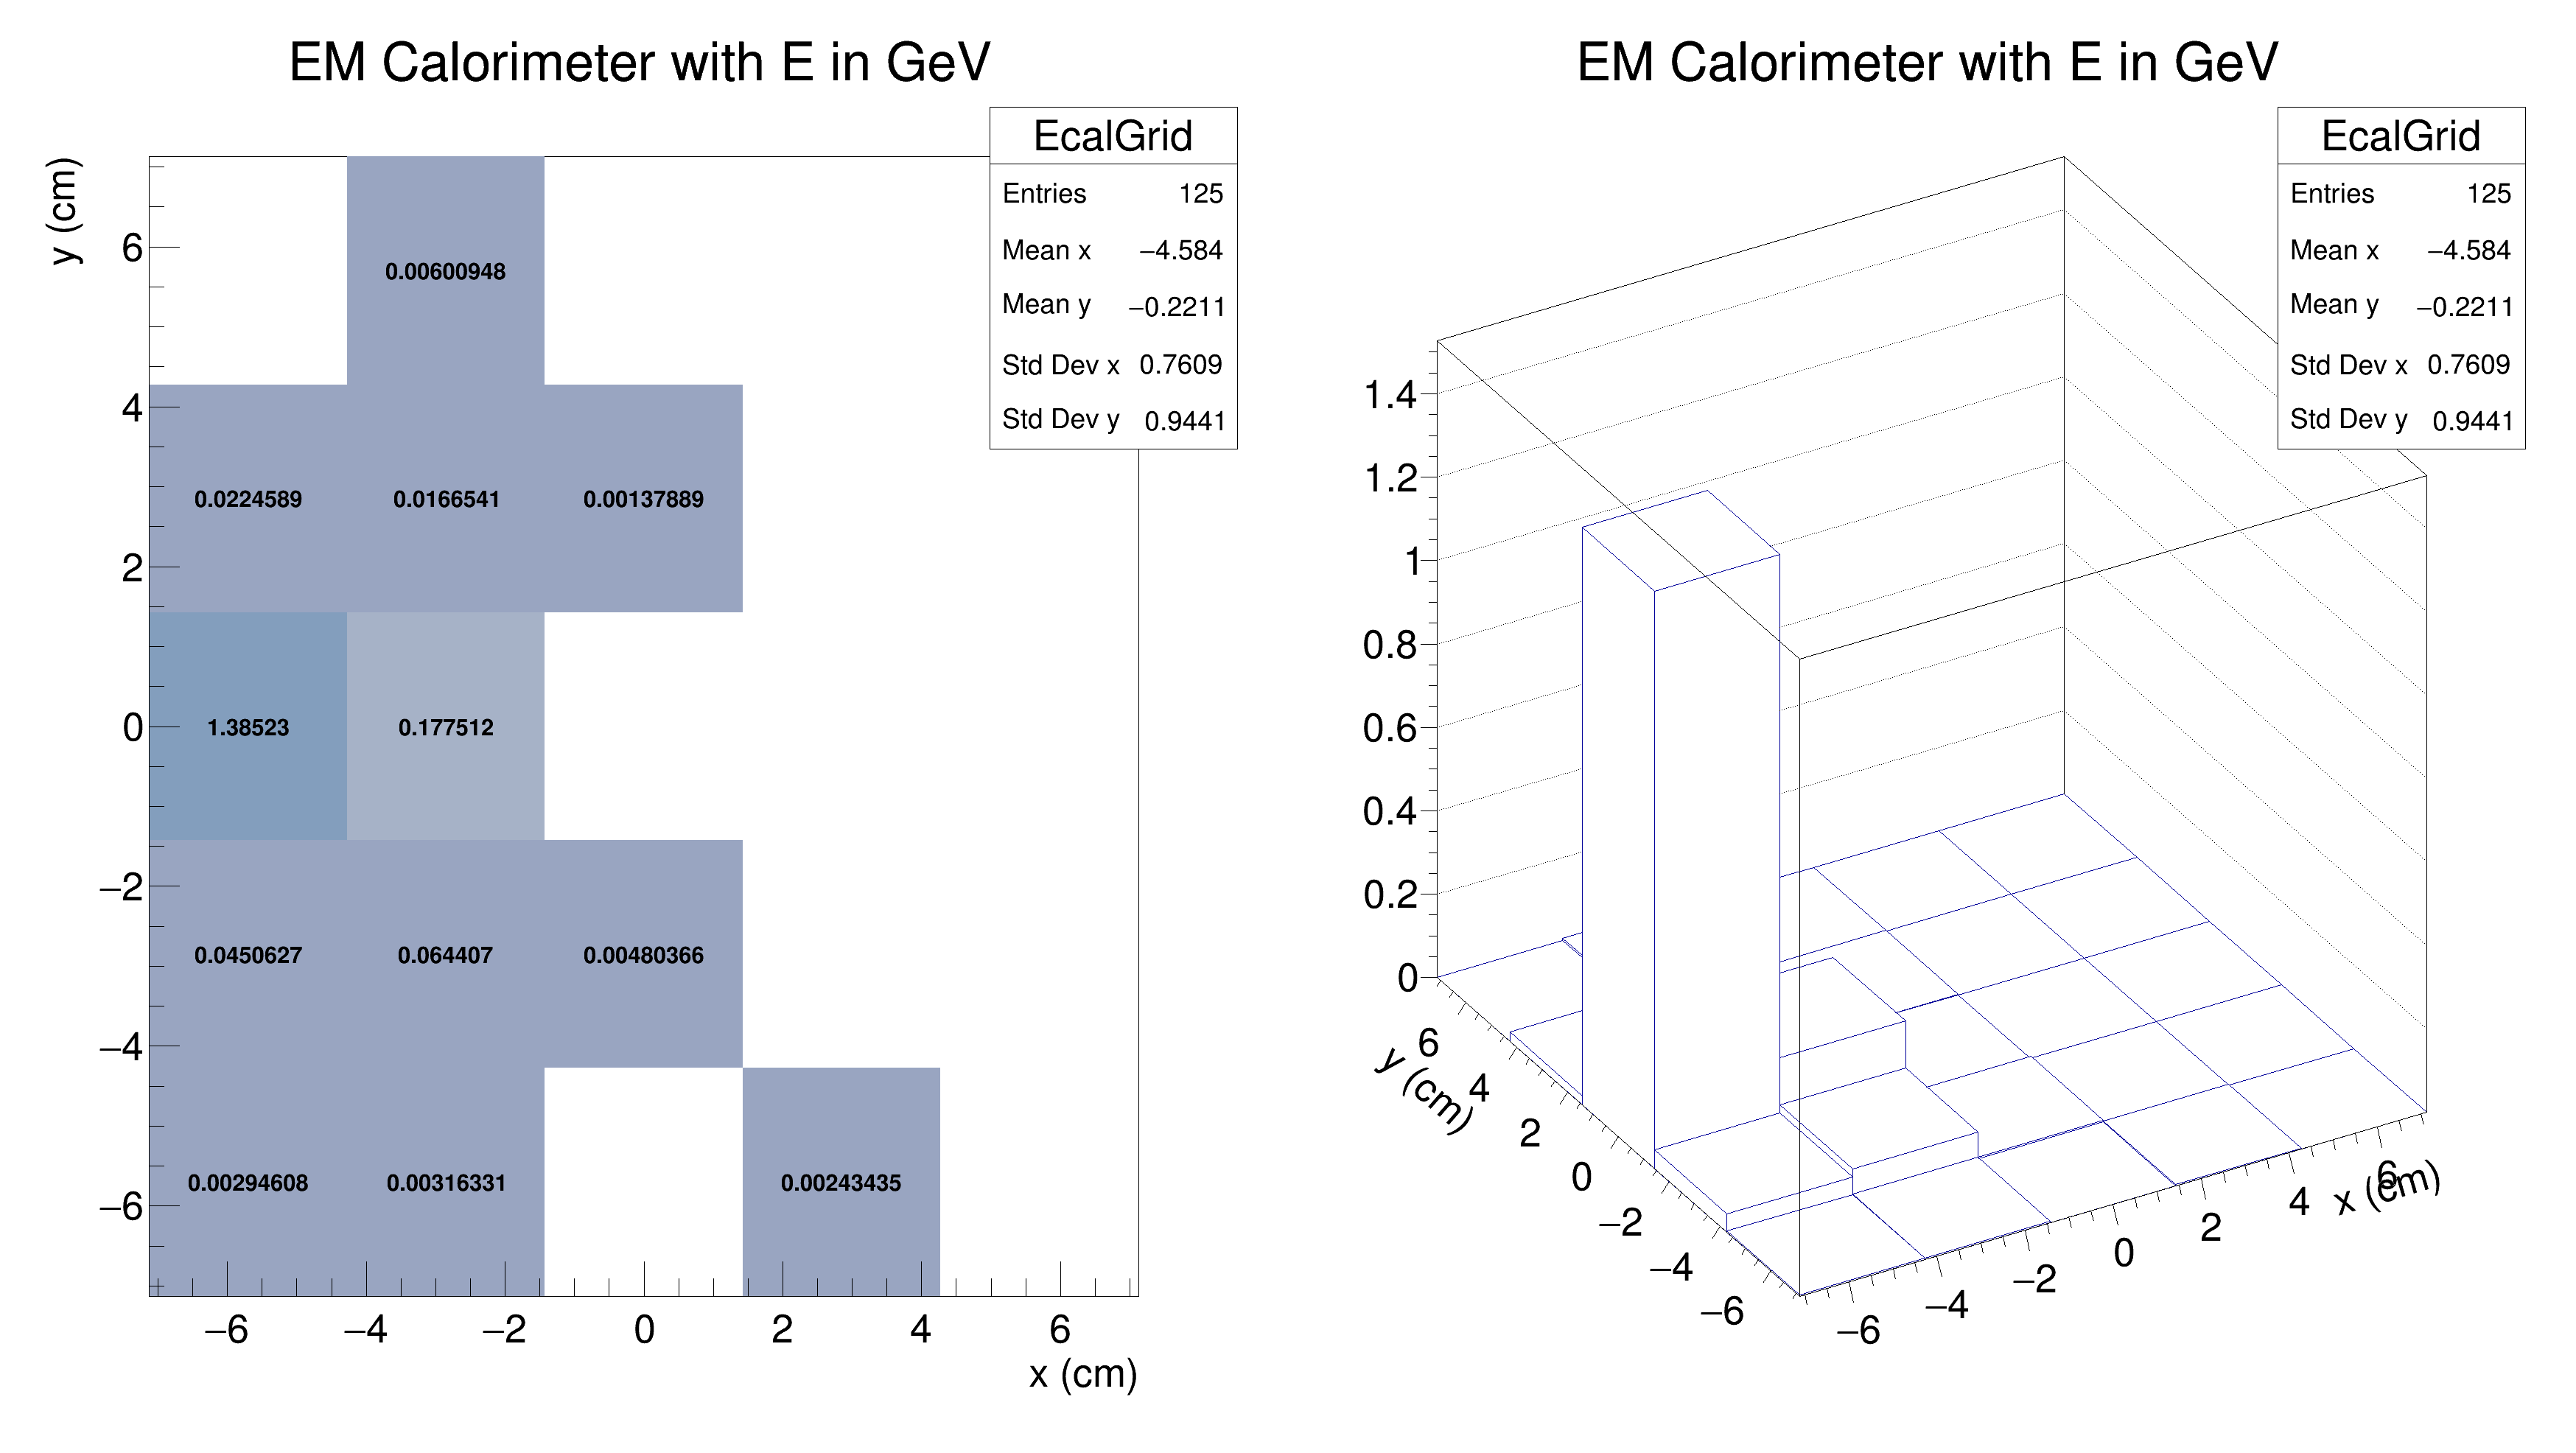 EM Calorimeter with E in GeV
EcalGrid
Entries 125
Mean x −4.584
Mean y −0.2211
Std Dev x 0.7609
Std Dev y 0.9441
y (cm)
6
4
2
0
−2
−4
−6
0.00600948
0.0224589 0.0166541 0.00137889
1.38523 0.177512
0.0450627 0.064407 0.00480366
0.00294608 0.00316331 0.00243435
−6 −4 −2 0 2 4 6
x (cm)
EM Calorimeter with E in GeV
EcalGrid
Entries 125
Mean x −4.584
Mean y −0.2211
Std Dev x 0.7609
Std Dev y 0.9441
1.4
1.2
1
0.8
0.6
0.4
0.2
0
6
4
2
0
−2
−4
−6
y (cm)
−6 −4 −2 0 2 4 6
x (cm)